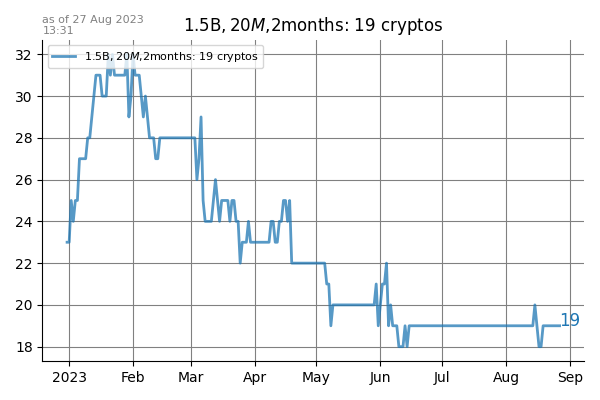 as of 27 Aug 2023
13:31
1.5B, 20M,2months: 19 cryptos
1.5B, 20M,2months: 19 cryptos
32
30
28
26
24
22
20
18
19
2023 Feb Mar Apr May Jun Jul Aug Sep